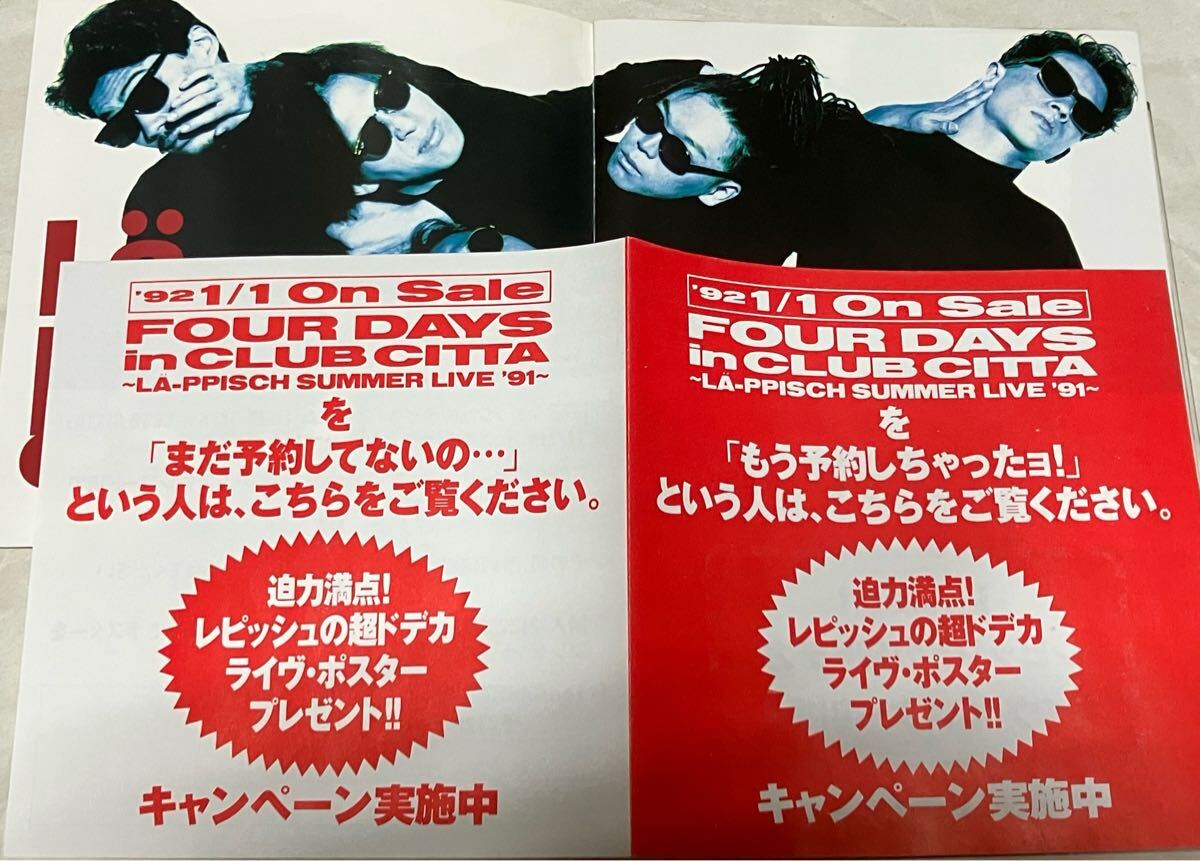 '92 1/1 On Sale
FOUR DAYS
in CLUB CITTA
~LÄ-PPISCH SUMMER LIVE '91~
を
「まだ予約してないの…」
という人は、こちらをご覧ください。
迫力満点!
レピッシュの超ドデカ
ライヴ・ポスター
プレゼント!!
キャンペーン実施中
'92 1/1 On Sale
FOUR DAYS
in CLUB CITTA
~LÄ-PPISCH SUMMER LIVE '91~
を
「もう予約しちゃったヨ!」
という人は、こちらをご覧ください。
迫力満点!
レピッシュの超ドデカ
ライヴ・ポスター
プレゼント!!
キャンペーン実施中